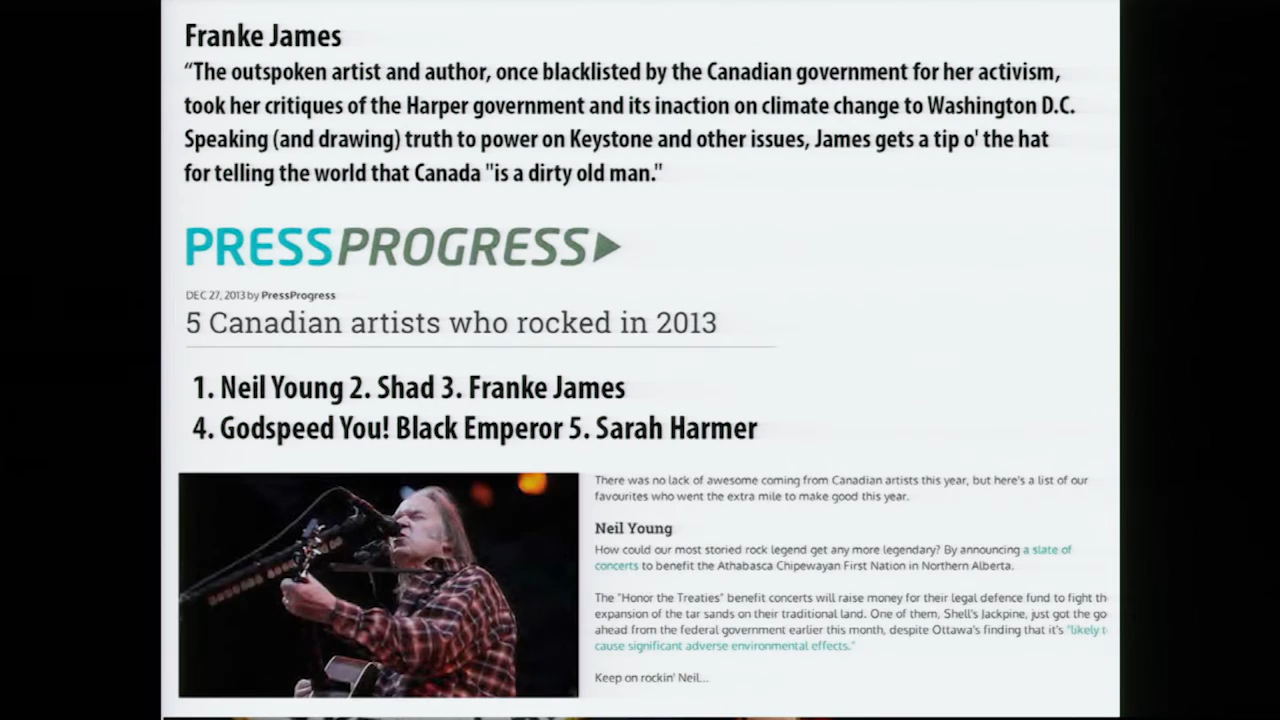 Franke James
“The outspoken artist and author, once blacklisted by the Canadian government for her activism,
took her critiques of the Harper government and its inaction on climate change to Washington D.C.
Speaking (and drawing) truth to power on Keystone and other issues, James gets a tip o' the hat
for telling the world that Canada "is a dirty old man."
PRESSPROGRESS
DEC 27, 2013 by PressProgress
5 Canadian artists who rocked in 2013
1. Neil Young 2. Shad 3. Franke James
4. Godspeed You! Black Emperor 5. Sarah Harmer
There was no lack of awesome coming from Canadian artists this year, but here's a list of our
favourites who went the extra mile to make good this year.
Neil Young
How could our most storied rock legend get any more legendary? By announcing a slate of
concerts to benefit the Athabasca Chipewayan First Nation in Northern Alberta.
The "Honor the Treaties" benefit concerts will raise money for their legal defence fund to fight th
expansion of the tar sands on their traditional land. One of them, Shell's Jackpine, just got the go
ahead from the federal government earlier this month, despite Ottawa's finding that it's "likely t
cause significant adverse environmental effects."
Keep on rockin' Neil...